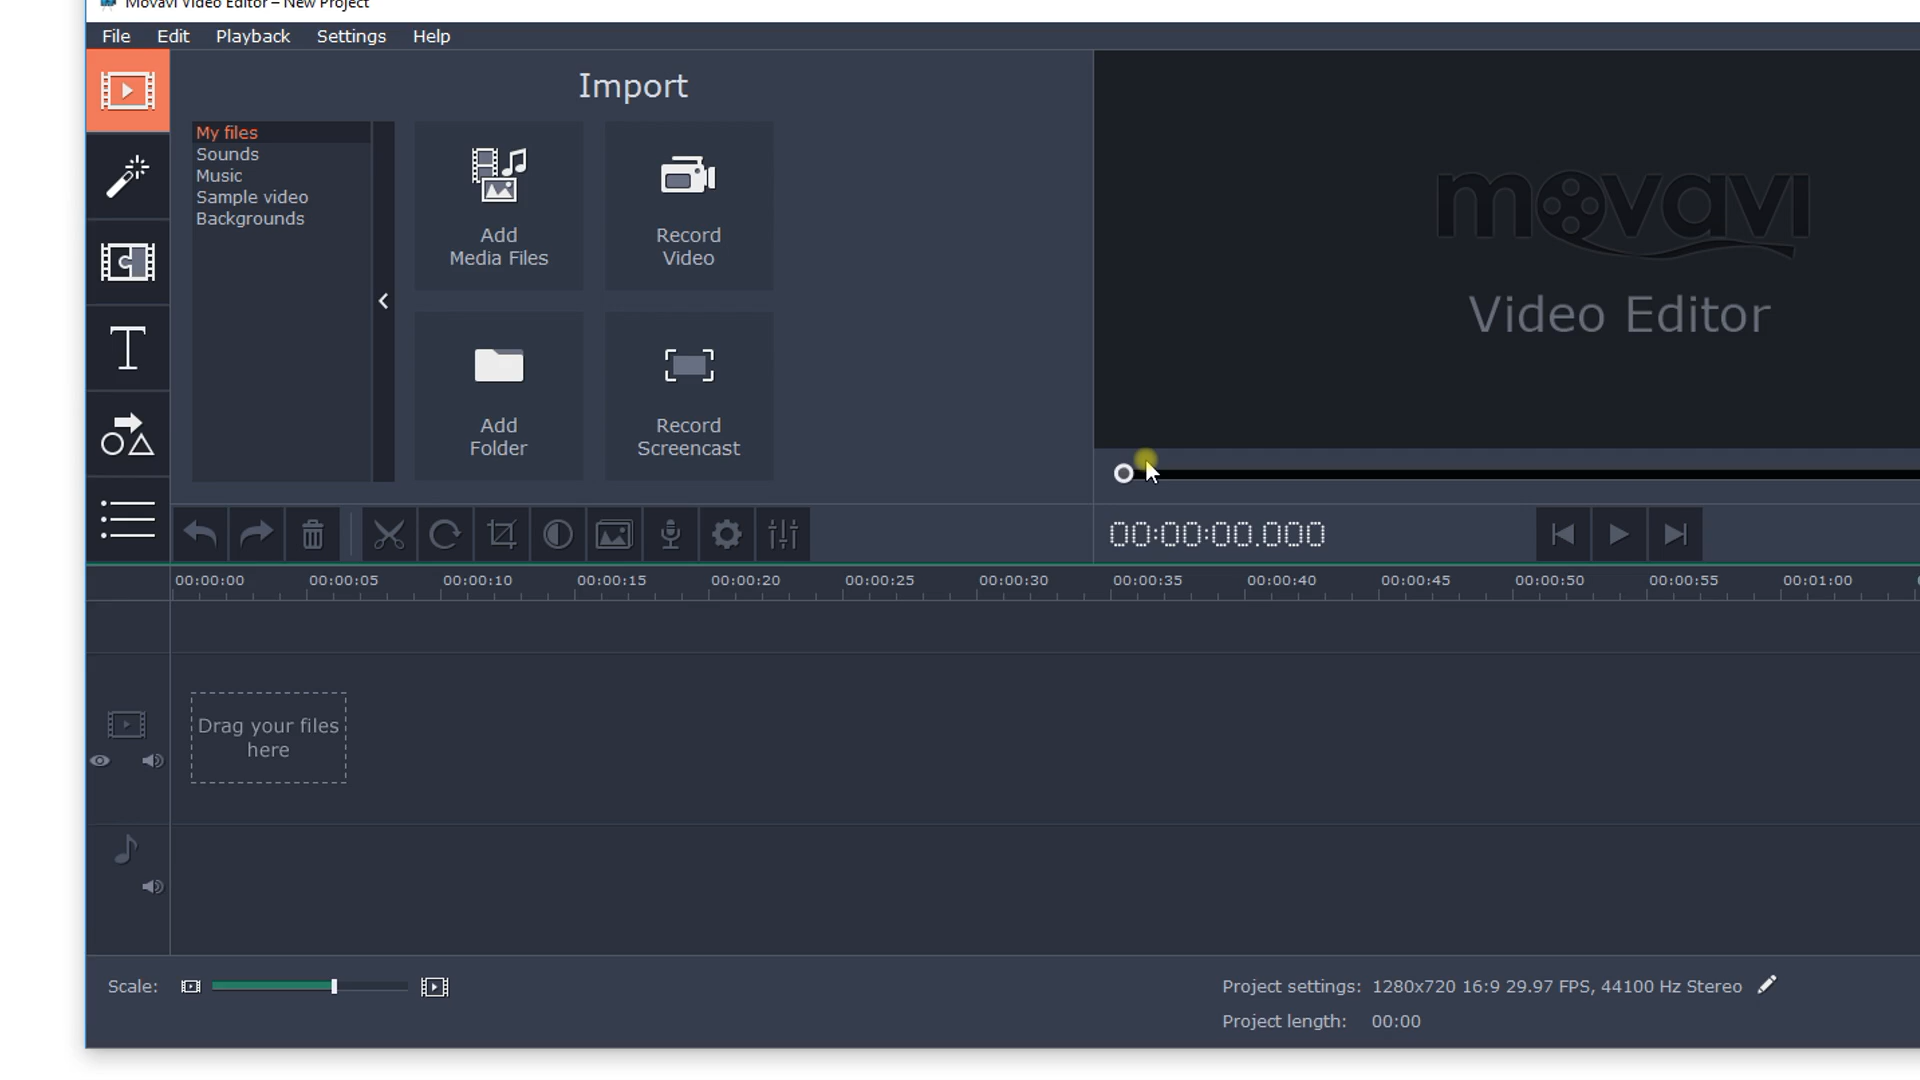 Movavi Video Editor – New Project
File Edit Playback Settings Help
Import
My files
Sounds
Music
Sample video
Backgrounds
Add
Media Files
Record
Video
Add
Folder
Record
Screencast
movavi
Video Editor
00:00:00.000
00:00:00 00:00:05 00:00:10 00:00:15 00:00:20 00:00:25 00:00:30 00:00:35 00:00:40 00:00:45 00:00:50 00:00:55 00:01:00
Drag your files
here
Scale:
Project settings: 1280x720 16:9 29.97 FPS, 44100 Hz Stereo
Project length: 00:00